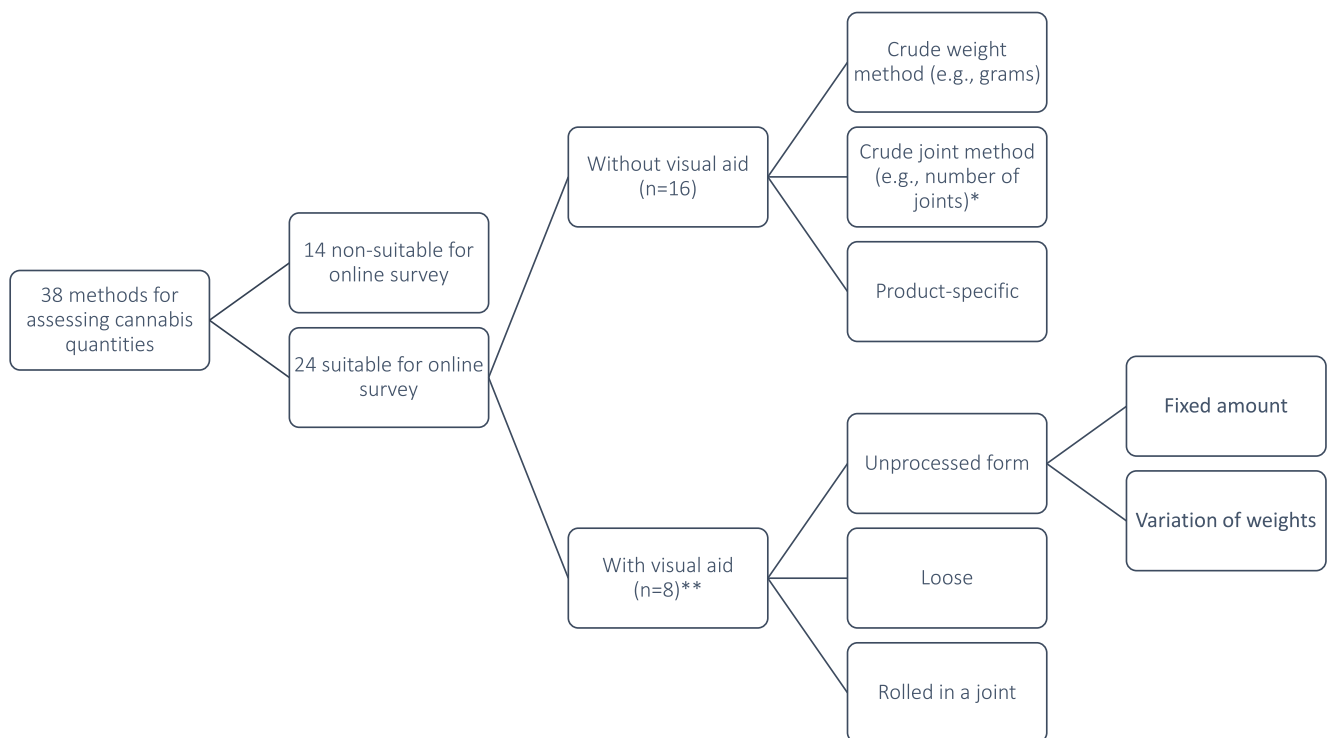 38 methods for
assessing cannabis
quantities
14 non-suitable for
online survey
24 suitable for online
survey
Without visual aid
(n=16)
Crude weight
method (e.g., grams)
Crude joint method
(e.g., number of
joints)*
Product-specific
With visual aid
(n=8)**
Unprocessed form
Fixed amount
Variation of weights
Loose
Rolled in a joint